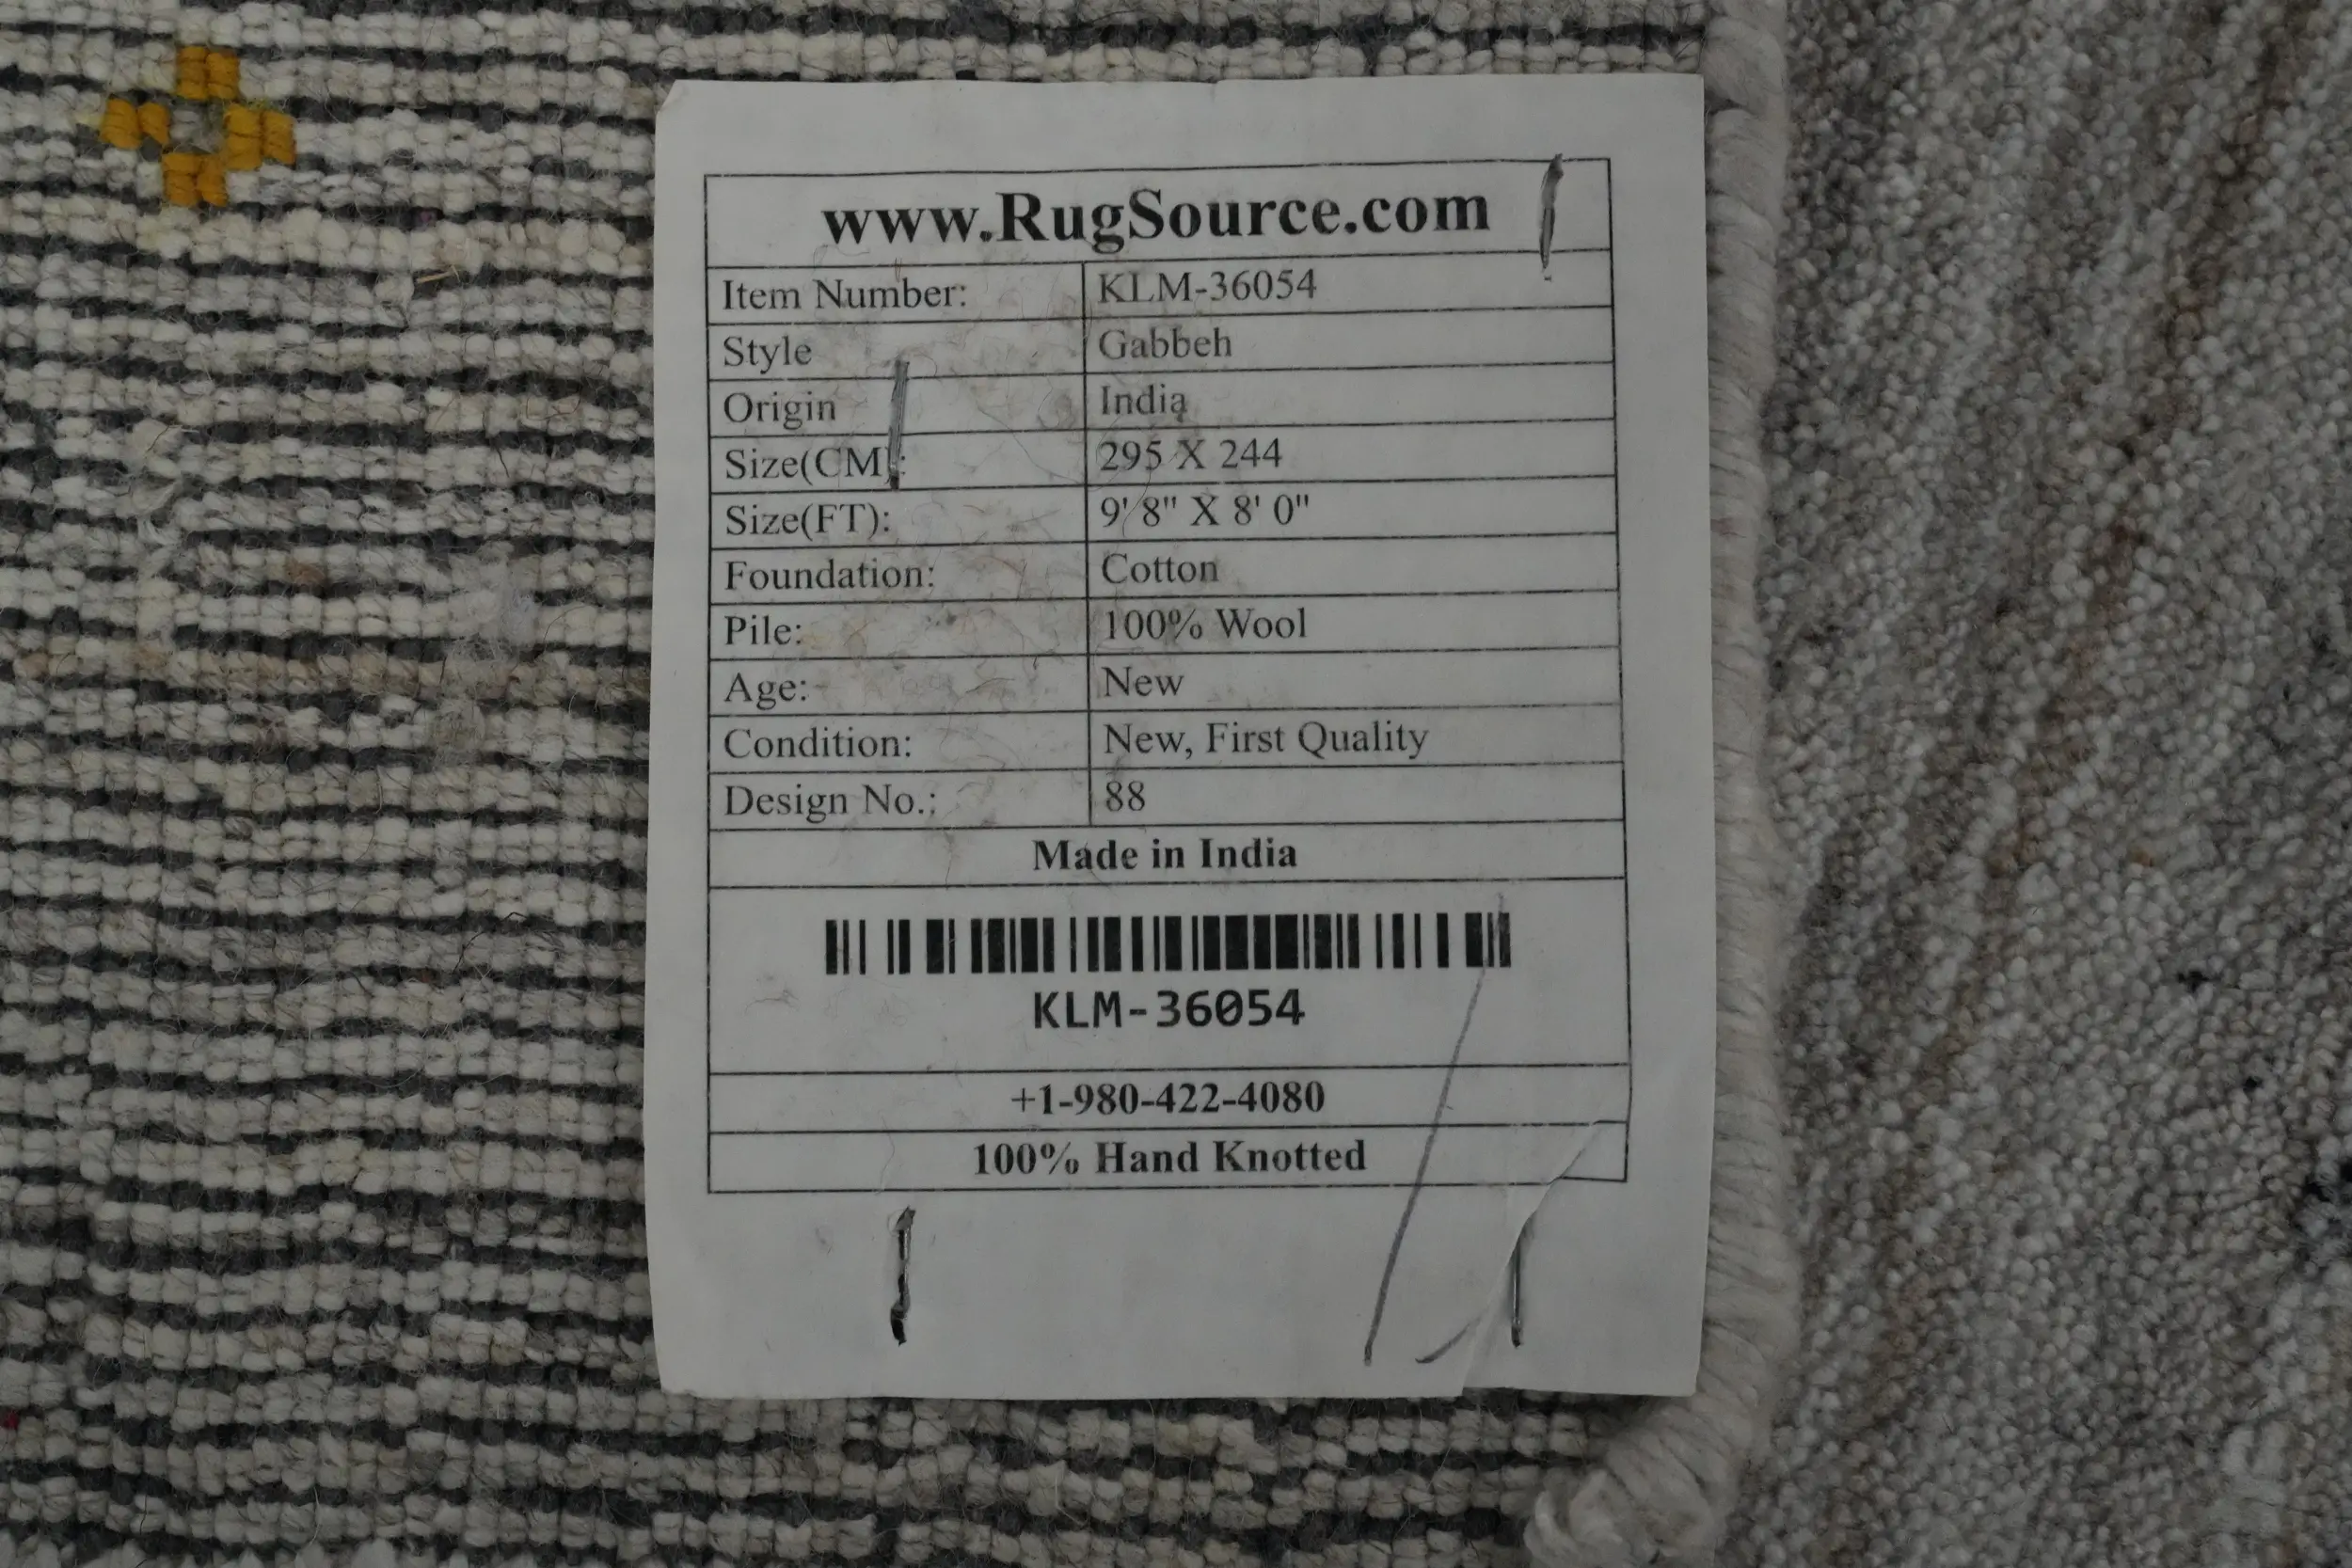 www.RugSource.com
Item Number: KLM-36054
Style Gabbeh
Origin India
Size(CM): 295 X 244
Size(FT): 9' 8" X 8' 0"
Foundation: Cotton
Pile: 100% Wool
Age: New
Condition: New, First Quality
Design No.: 88
Made in India
KLM-36054
+1-980-422-4080
100% Hand Knotted